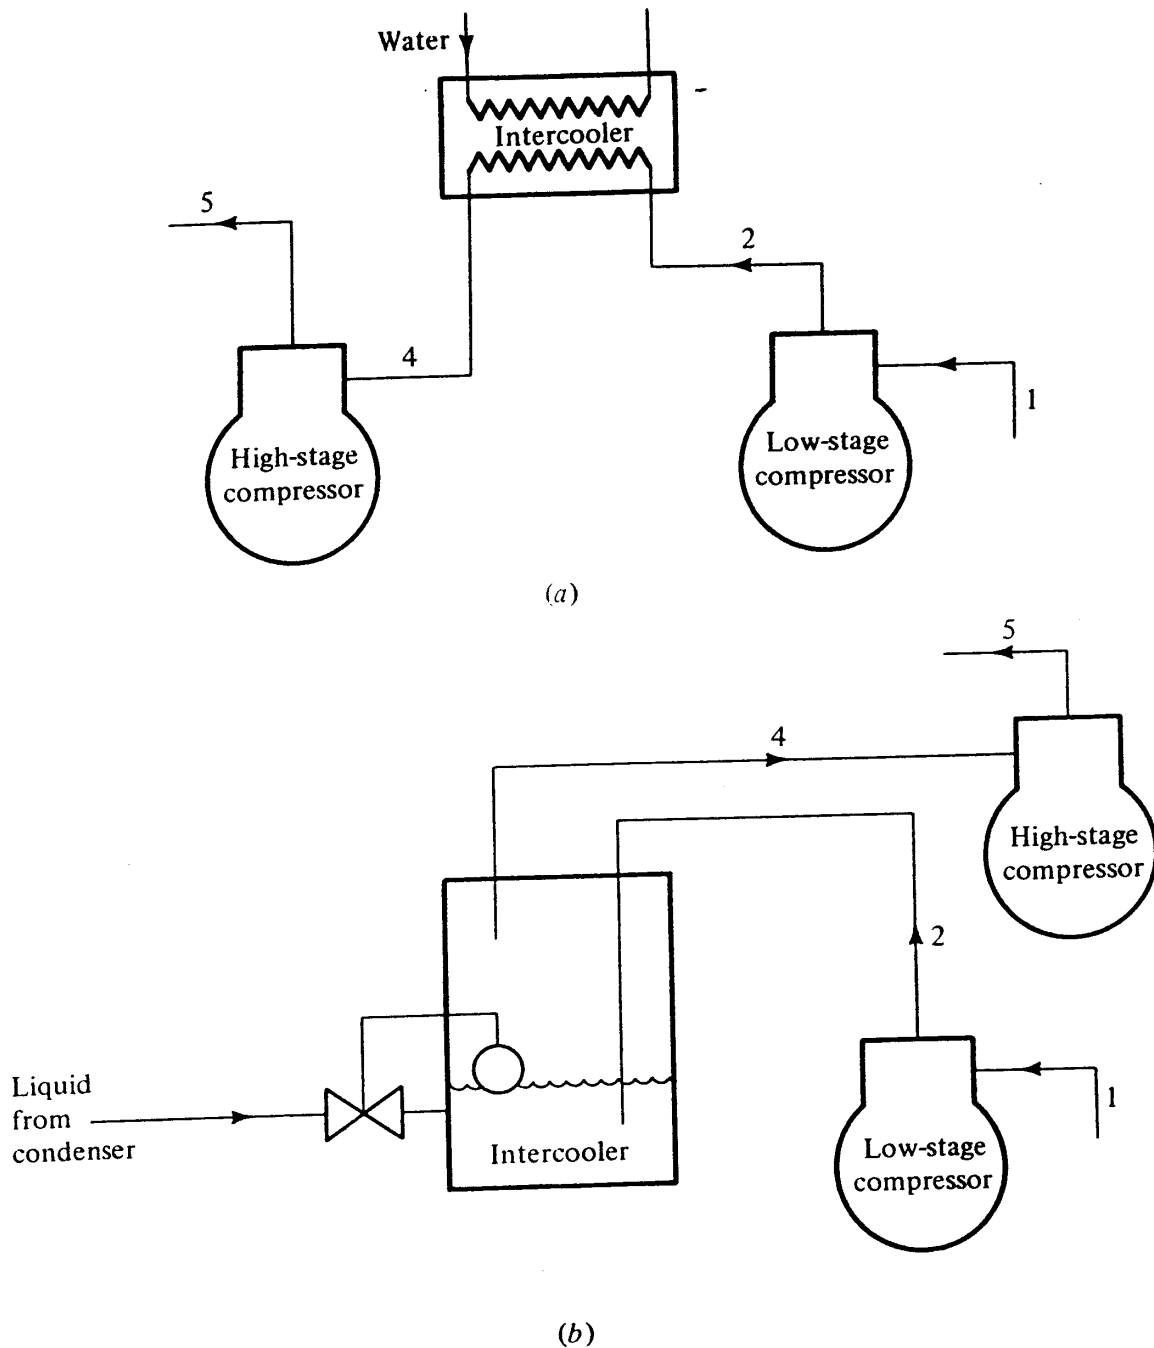 Water
Intercooler
5
2
4
1
High-stage
compressor
Low-stage
compressor
(a)
5
4
High-stage
compressor
2
Liquid
from
condenser
Intercooler
1
Low-stage
compressor
(b)